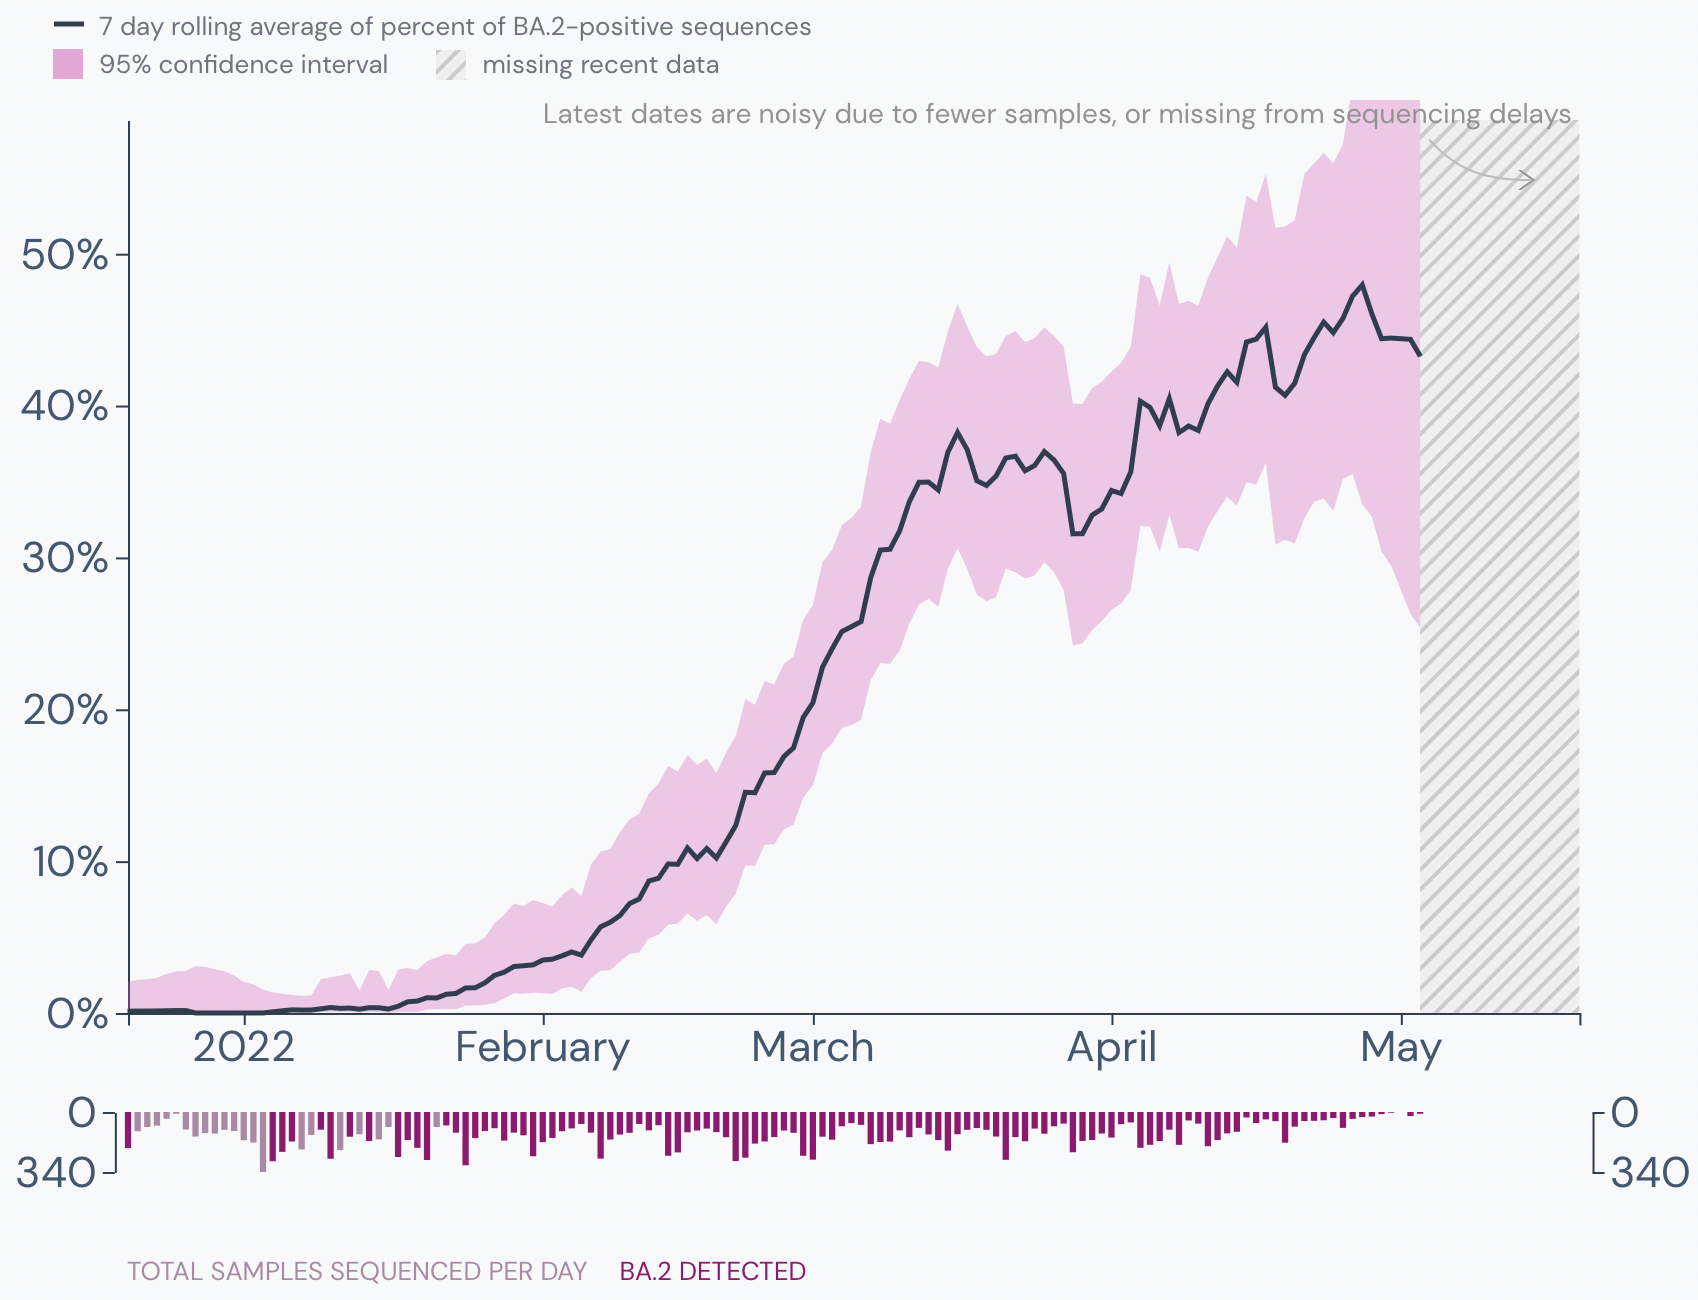 7 day rolling average of percent of BA.2-positive sequences
95% confidence interval missing recent data
Latest dates are noisy due to fewer samples, or missing from sequencing delays
50%
40%
30%
20%
10%
0%
2022 February March April May
0 0
340 340
TOTAL SAMPLES SEQUENCED PER DAY BA.2 DETECTED